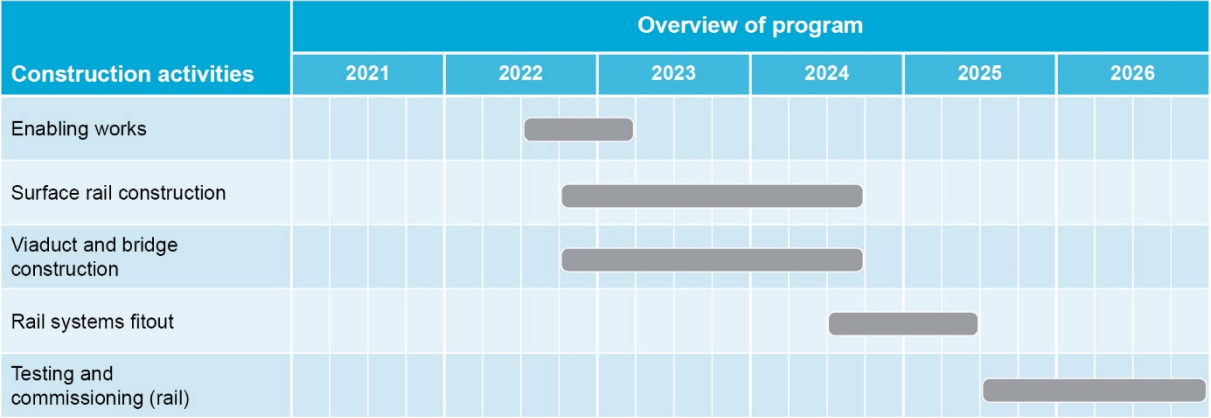 Overview of program
Construction activities
2021 2022 2023 2024 2025 2026
Enabling works
Surface rail construction
Viaduct and bridge
construction
Rail systems fitout
Testing and
commissioning (rail)